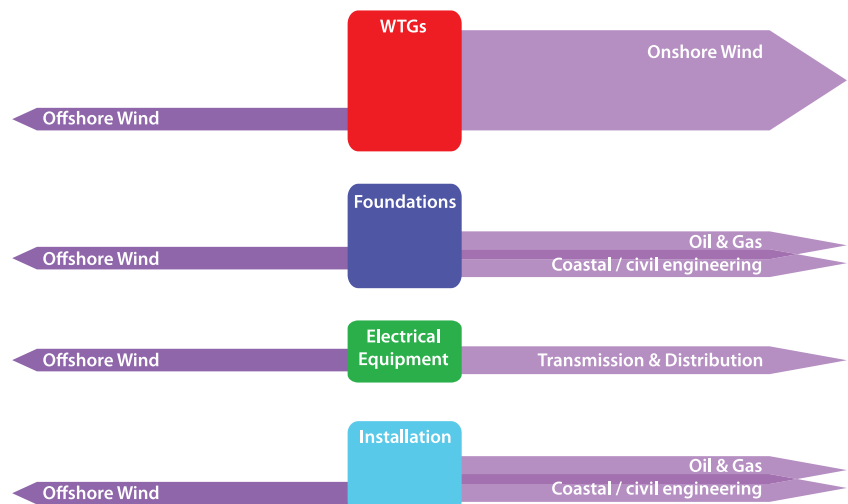 WTGs
Onshore Wind
Offshore Wind
Foundations
Oil & Gas
Offshore Wind
Coastal / civil engineering
Electrical
Equipment
Offshore Wind
Transmission & Distribution
Installation
Oil & Gas
Offshore Wind
Coastal / civil engineering